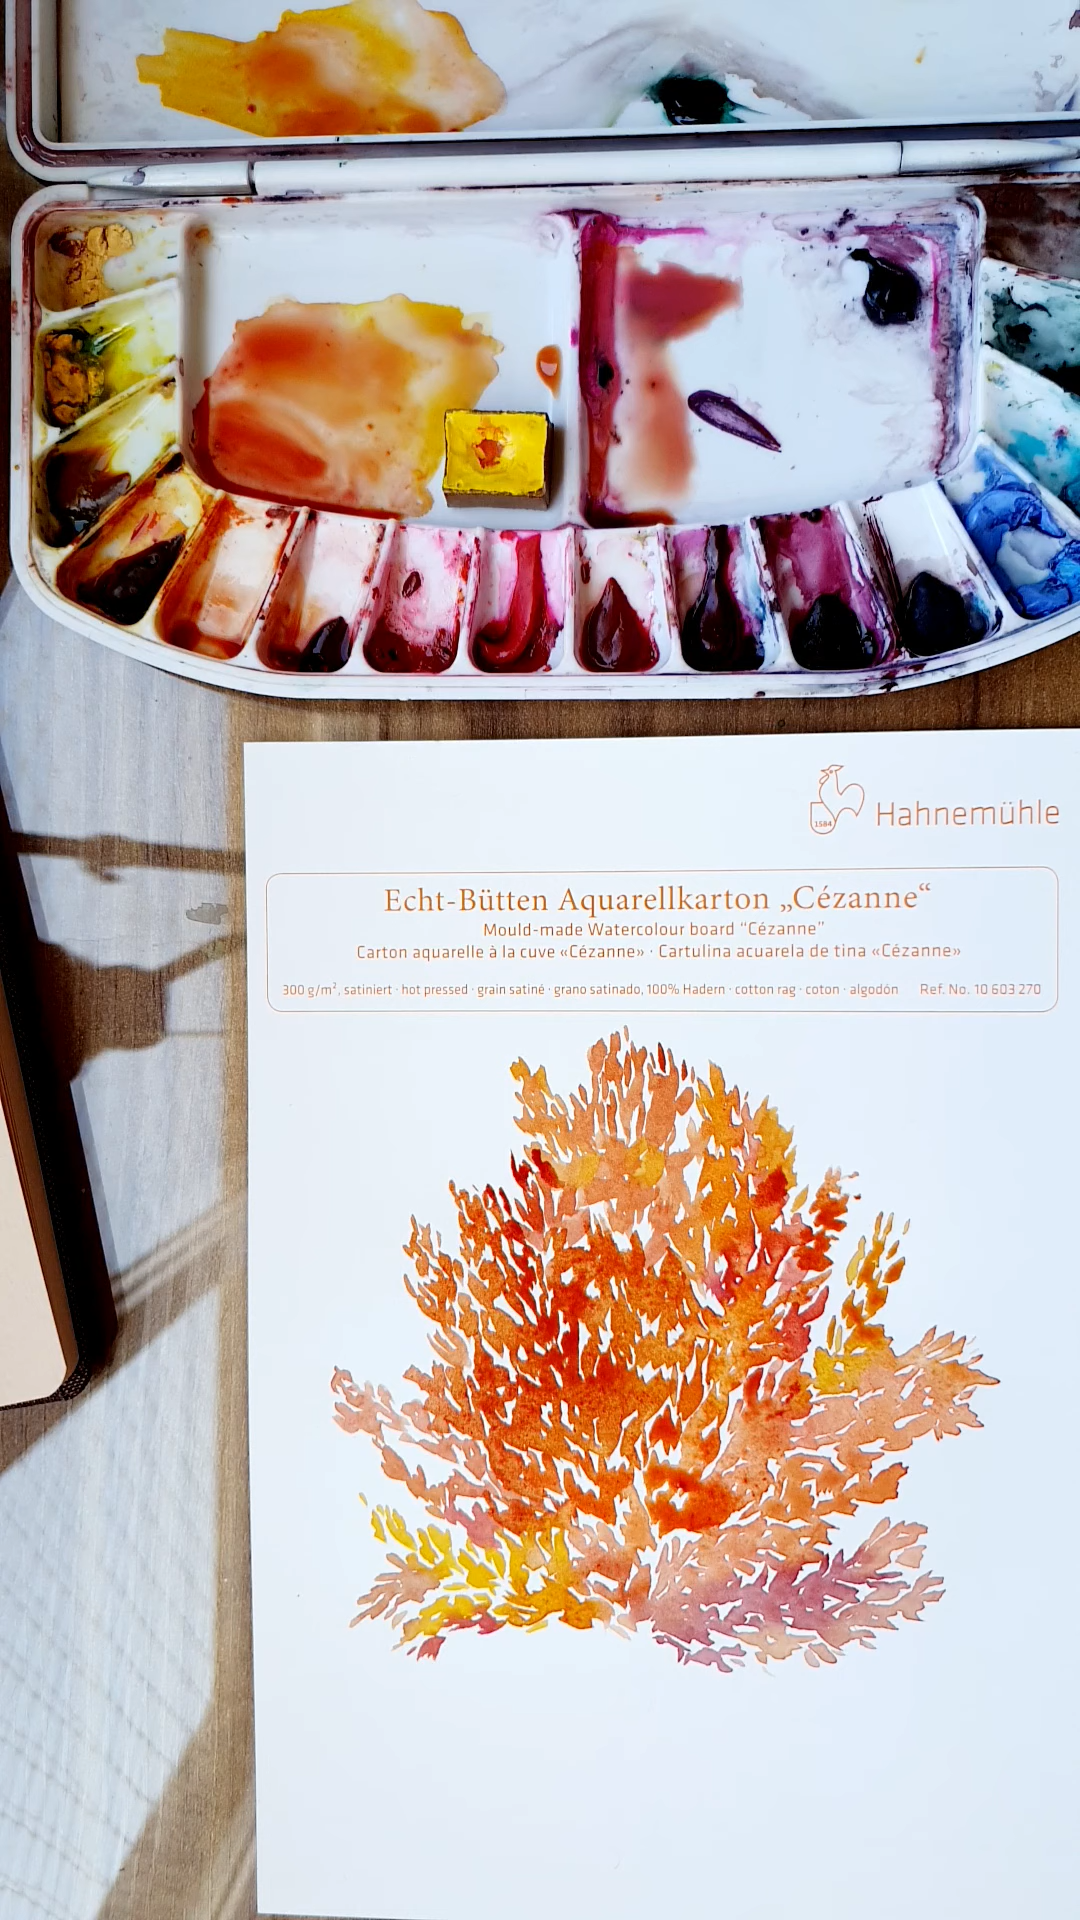 1584
Hahnemühle
Echt-Bütten Aquarellkarton „Cézanne“
Mould-made Watercolour board “Cézanne”
Carton aquarelle à la cuve «Cézanne» · Cartulina acuarela de tina «Cézanne»
300 g/m², satiniert · hot pressed · grain satiné · grano satinado, 100% Hadern · cotton rag · coton · algodón Ref. No. 10 603 270